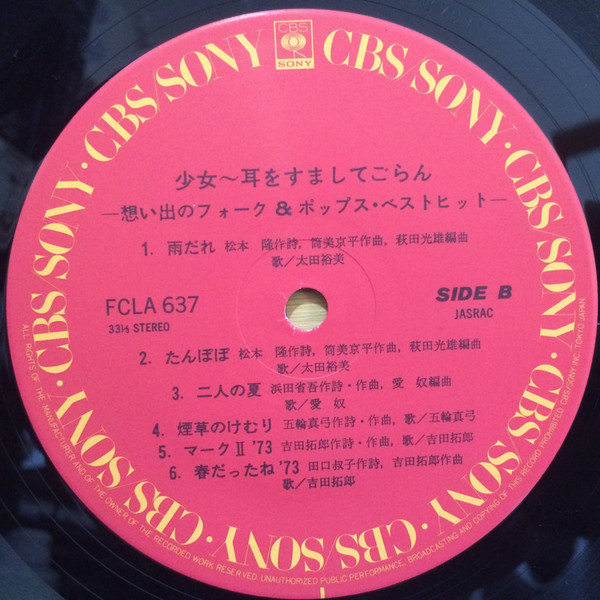 CBS
SONY
CBS/SONY・CBS/SONY・CBS/SONY・CBS/SONY・CBS/SONY・CBS/SONY・CBS/SONY
少女〜耳をすましてごらん
—想い出のフォーク & ポップス・ベストヒット—
1. 雨だれ 松本 隆作詩, 筒美京平作曲, 萩田光雄編曲
歌/太田裕美
FCLA 637
33⅓ STEREO
SIDE B
JASRAC
2. たんぽぽ 松本 隆作詩, 筒美京平作曲, 萩田光雄編曲
歌/太田裕美
3. 二人の夏 浜田省吾作詩・作曲, 愛 奴編曲
歌/愛 奴
4. 煙草のけむり 五輪真弓作詩・作曲, 歌/五輪真弓
5. マークⅡ '73 吉田拓郎作詩・作曲, 歌/吉田拓郎
6. 春だったね '73 田口叔子作詩, 吉田拓郎作曲
歌/吉田拓郎
ALL RIGHTS OF THE MANUFACTURER AND OF THE OWNER OF THE RECORDED WORK RESERVED. UNAUTHORIZED PUBLIC PERFORMANCE, BROADCASTING AND COPYING OF THIS RECORD PROHIBITED. CBS/SONY INC. TOKYO JAPAN.